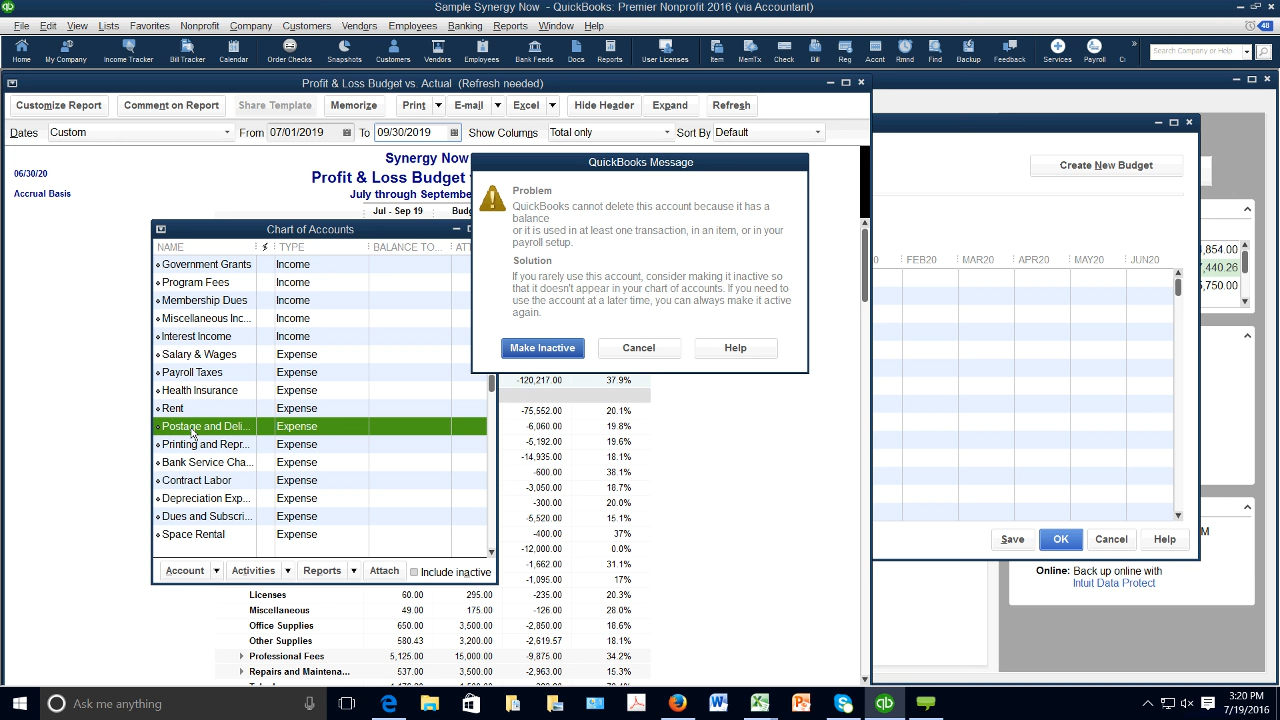 Sample Synergy Now - QuickBooks: Premier Nonprofit 2016 (via Accountant)
File Edit View Lists Favorites Nonprofit Company Customers Vendors Employees Banking Reports Window Help
48
Home My Company Income Tracker Bill Tracker Calendar Order Checks Snapshots Customers Vendors Employees Bank Feeds Docs Reports User Licenses Item MemTx Check Bill Reg Accnt Rmnd Find Backup Feedback Services Payroll
Search Company or Help
Profit & Loss Budget vs. Actual (Refresh needed)
Customize Report Comment on Report Share Template Memorize Print E-mail Excel Hide Header Expand Refresh
Dates Custom From 07/01/2019 To 09/30/2019 Show Columns Total only Sort By Default
Synergy Now
06/30/20
Profit & Loss Budget
Accrual Basis
July through September
Jul - Sep 19
QuickBooks Message
Problem
QuickBooks cannot delete this account because it has a
balance
or it is used in at least one transaction, in an item, or in your
payroll setup.
Solution
If you rarely use this account, consider making it inactive so
that it doesn't appear in your chart of accounts. If you need to
use the account at a later time, you can always make it active
again.
Make Inactive Cancel Help
Chart of Accounts
NAME TYPE BALANCE TO...
Government Grants Income
Program Fees Income
Membership Dues Income
Miscellaneous Inc... Income
Interest Income Income
Salary & Wages Expense
Payroll Taxes Expense
Health Insurance Expense
Rent Expense
Postage and Deli... Expense
Printing and Repr... Expense
Bank Service Cha... Expense
Contract Labor Expense
Depreciation Exp... Expense
Dues and Subscri... Expense
Space Rental Expense
Account Activities Reports Attach Include inactive
-120,217.00 37.9%
-75,552.00 20.1%
-6,060.00 19.8%
-5,192.00 19.6%
-14,935.00 18.1%
-600.00 38.1%
-3,050.00 18.7%
-300.00 20.0%
-5,520.00 15.1%
-400.00 37%
-12,000.00 0.0%
-1,662.00 31.1%
-1,095.00 17%
Licenses 60.00 295.00 -235.00 20.3%
Miscellaneous 49.00 175.00 -126.00 28.0%
Office Supplies 650.00 3,500.00 -2,850.00 18.6%
Other Supplies 580.43 3,200.00 -2,619.57 18.1%
Professional Fees 5,125.00 15,000.00 -9,875.00 34.2%
Repairs and Maintena... 537.00 3,500.00 -2,963.00 15.3%
Create New Budget
FEB20 MAR20 APR20 MAY20 JUN20
Save OK Cancel Help
,854.00
,440.26
,750.00
Online: Back up online with
Intuit Data Protect
Ask me anything
3:20 PM
7/19/2016